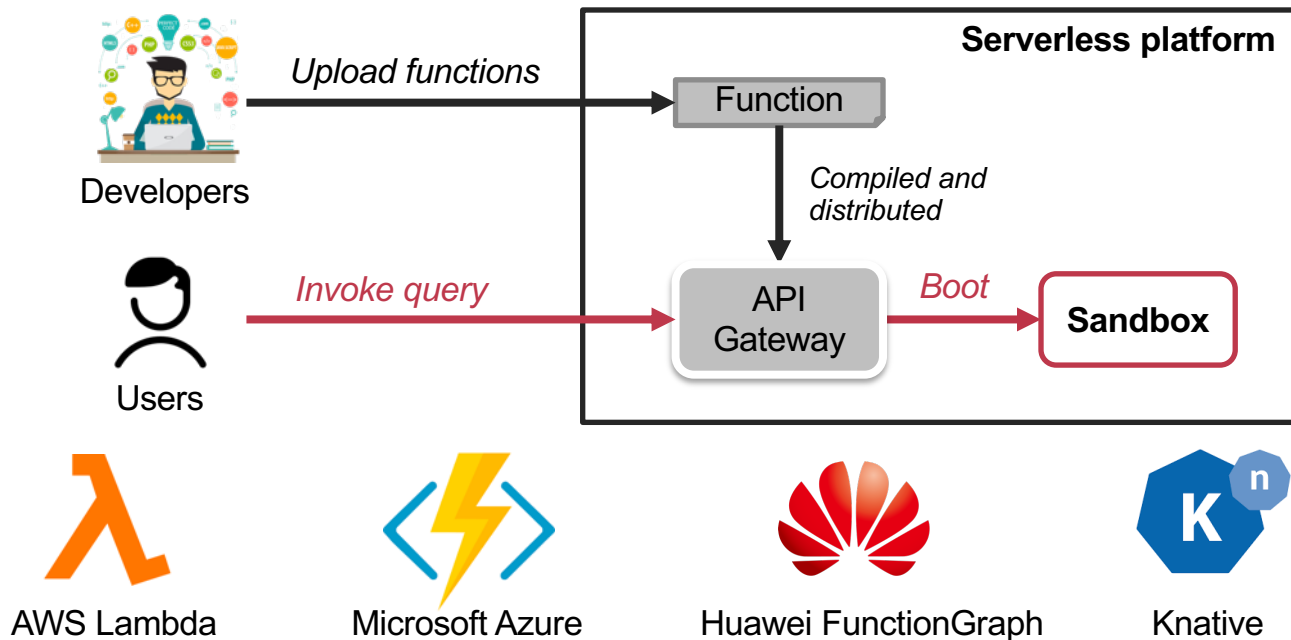 Serverless platform
Upload functions
Function
Developers
Compiled and
distributed
Invoke query
API
Gateway
Boot
Sandbox
Users
K
n
AWS Lambda
Microsoft Azure
Huawei FunctionGraph
Knative